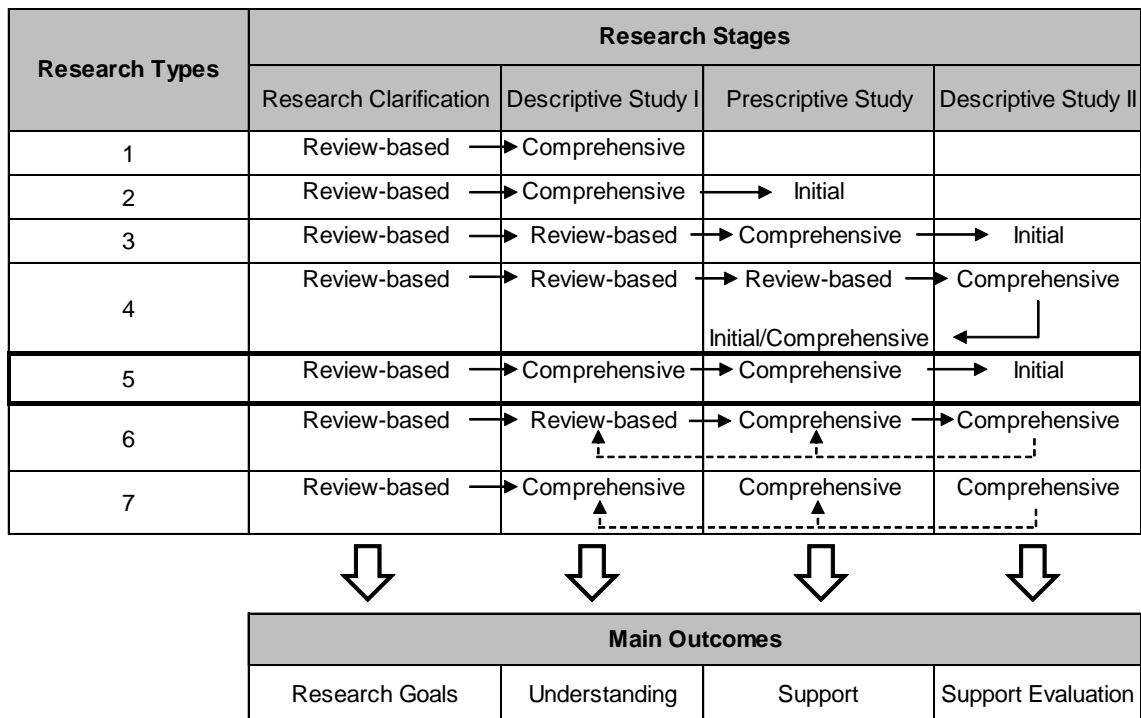 Research Types
Research Stages
Research Clarification Descriptive Study I Prescriptive Study Descriptive Study II
1 Review-based Comprehensive
2 Review-based Comprehensive Initial
3 Review-based Review-based Comprehensive Initial
4 Review-based Review-based Review-based Comprehensive
Initial/Comprehensive
5 Review-based Comprehensive Comprehensive Initial
6 Review-based Review-based Comprehensive Comprehensive
7 Review-based Comprehensive Comprehensive Comprehensive
Main Outcomes
Research Goals Understanding Support Support Evaluation